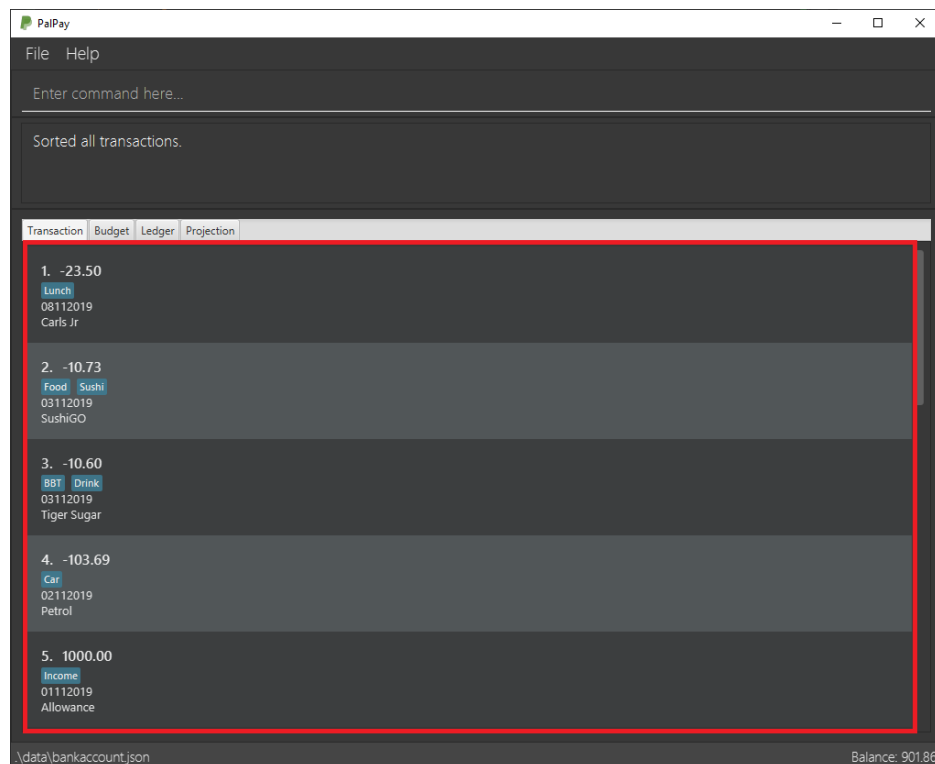 PalPay
File Help
Enter command here...
Sorted all transactions.
Transaction Budget Ledger Projection
1. -23.50
Lunch
08112019
Carls Jr
2. -10.73
Food Sushi
03112019
SushiGO
3. -10.60
BBT Drink
03112019
Tiger Sugar
4. -103.69
Car
02112019
Petrol
5. 1000.00
Income
01112019
Allowance
.\data\bankaccount.json Balance: 901.86